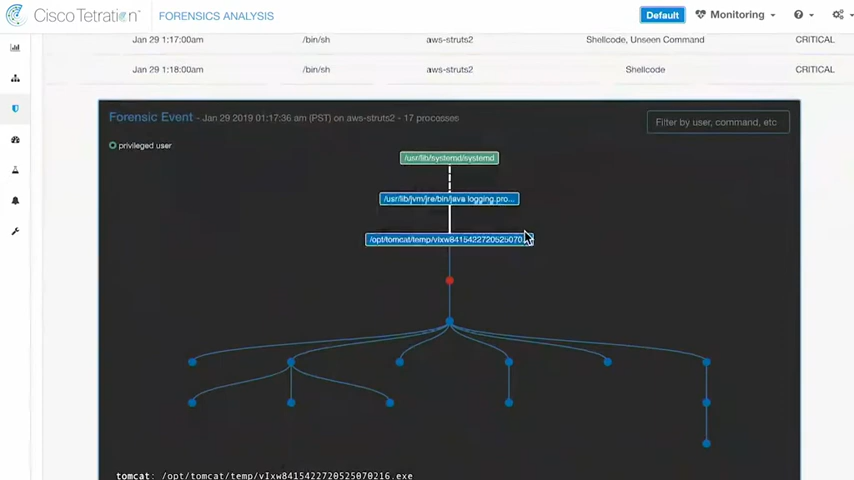 Cisco Tetration™ FORENSICS ANALYSIS Default Monitoring
Jan 29 1:17:00am /bin/sh aws-struts2 Shellcode, Unseen Command CRITICAL
Jan 29 1:18:00am /bin/sh aws-struts2 Shellcode CRITICAL
Forensic Event - Jan 29 2019 01:17:36 am (PST) on aws-struts2 - 17 processes
Filter by user, command, etc
privileged user
/usr/lib/systemd/systemd
/usr/lib/jvm/jre/bin/java logging.pro...
/opt/tomcat/temp/vIxw8415422720525070...
tomcat: /opt/tomcat/temp/vIxw8415422720525070216.exe